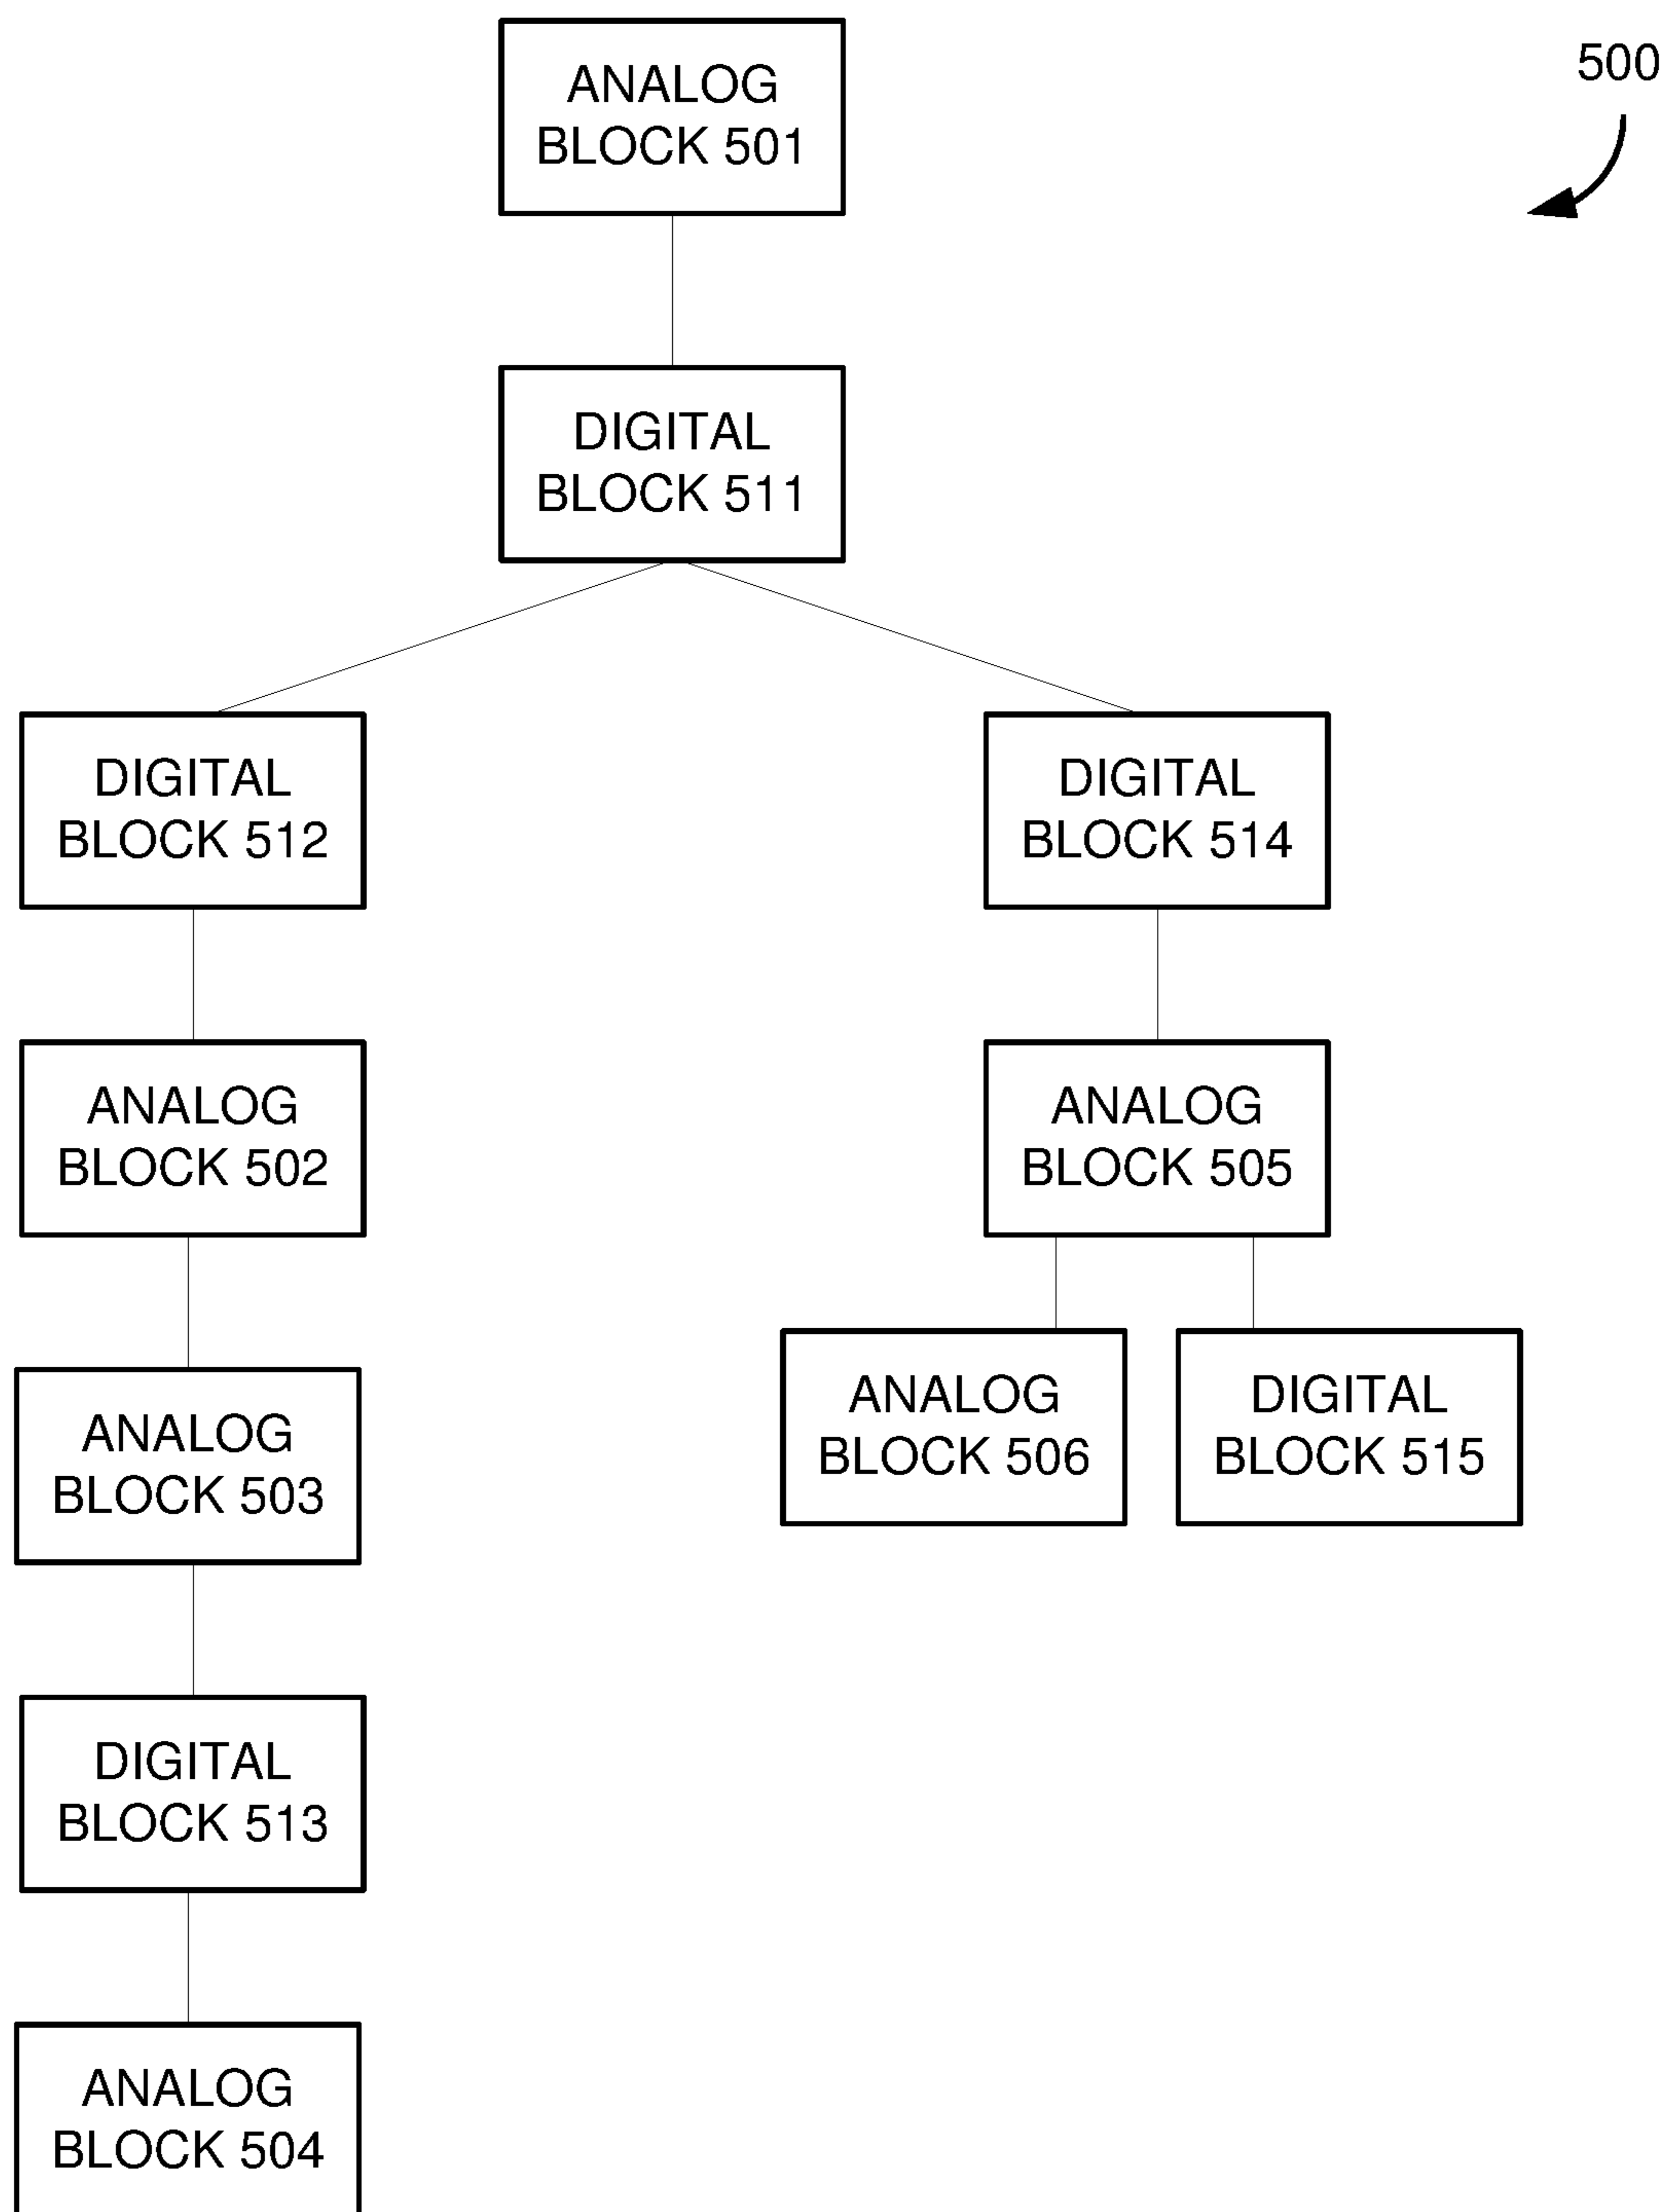 500
ANALOG
BLOCK 501
DIGITAL
BLOCK 511
DIGITAL
BLOCK 512
DIGITAL
BLOCK 514
ANALOG
BLOCK 502
ANALOG
BLOCK 505
ANALOG
BLOCK 503
ANALOG
BLOCK 506
DIGITAL
BLOCK 515
DIGITAL
BLOCK 513
ANALOG
BLOCK 504